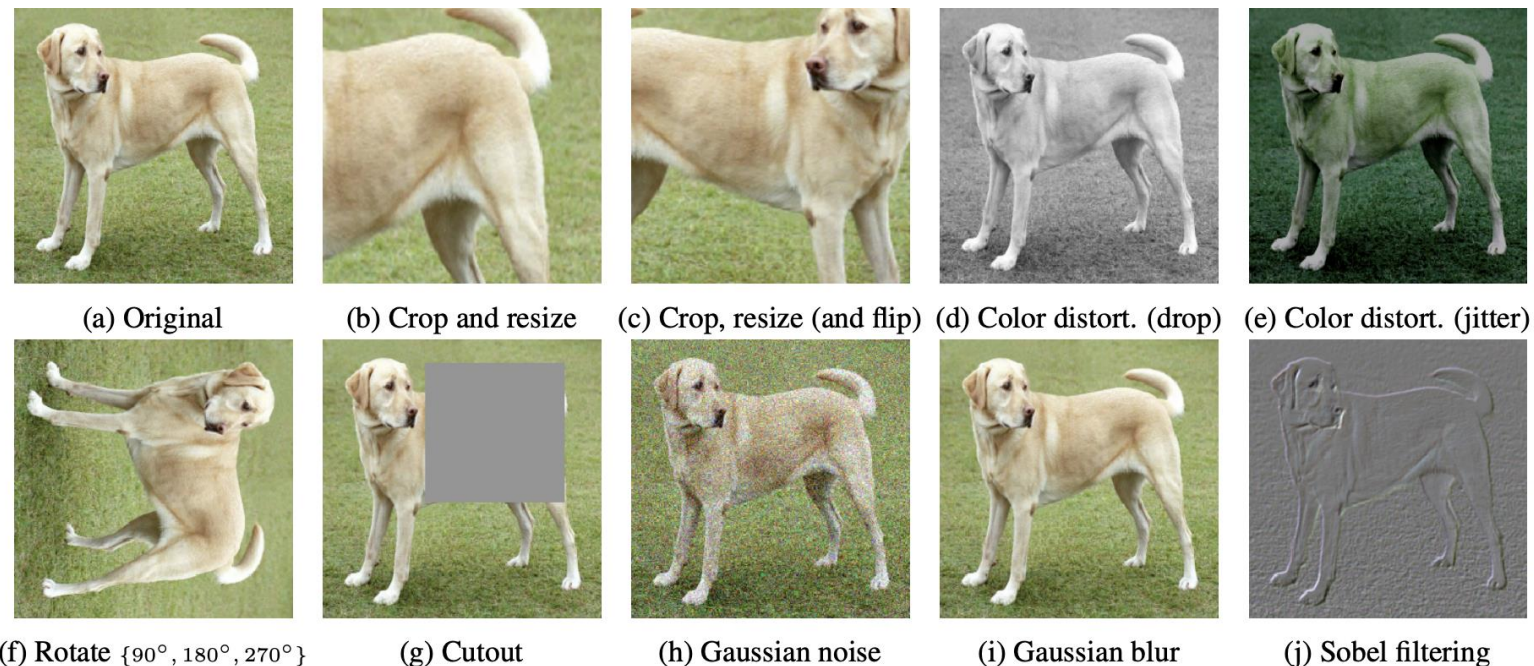 (a) Original
(b) Crop and resize
(c) Crop, resize (and flip)
(d) Color distort. (drop)
(e) Color distort. (jitter)
(f) Rotate {90°, 180°, 270°}
(g) Cutout
(h) Gaussian noise
(i) Gaussian blur
(j) Sobel filtering